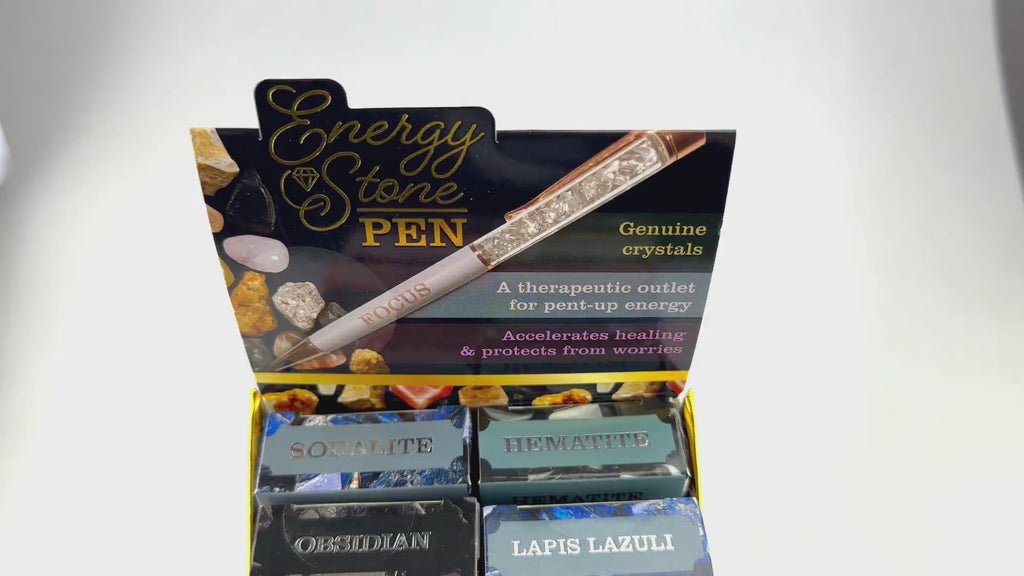 Energy
Stone
PEN
Genuine
crystals
A therapeutic outlet
for pent-up energy
FOCUS
Accelerates healing
& protects from worries
SODALITE
HEMATITE
HEMATITE
OBSIDIAN
LAPIS LAZULI